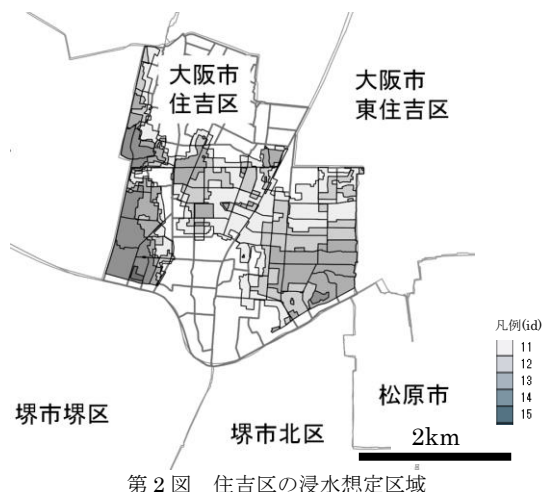 大阪市
住吉区
大阪市
東住吉区
凡例(id)
11
12
13
14
15
松原市
堺市堺区
堺市北区
2km
第2図 住吉区の浸水想定区域